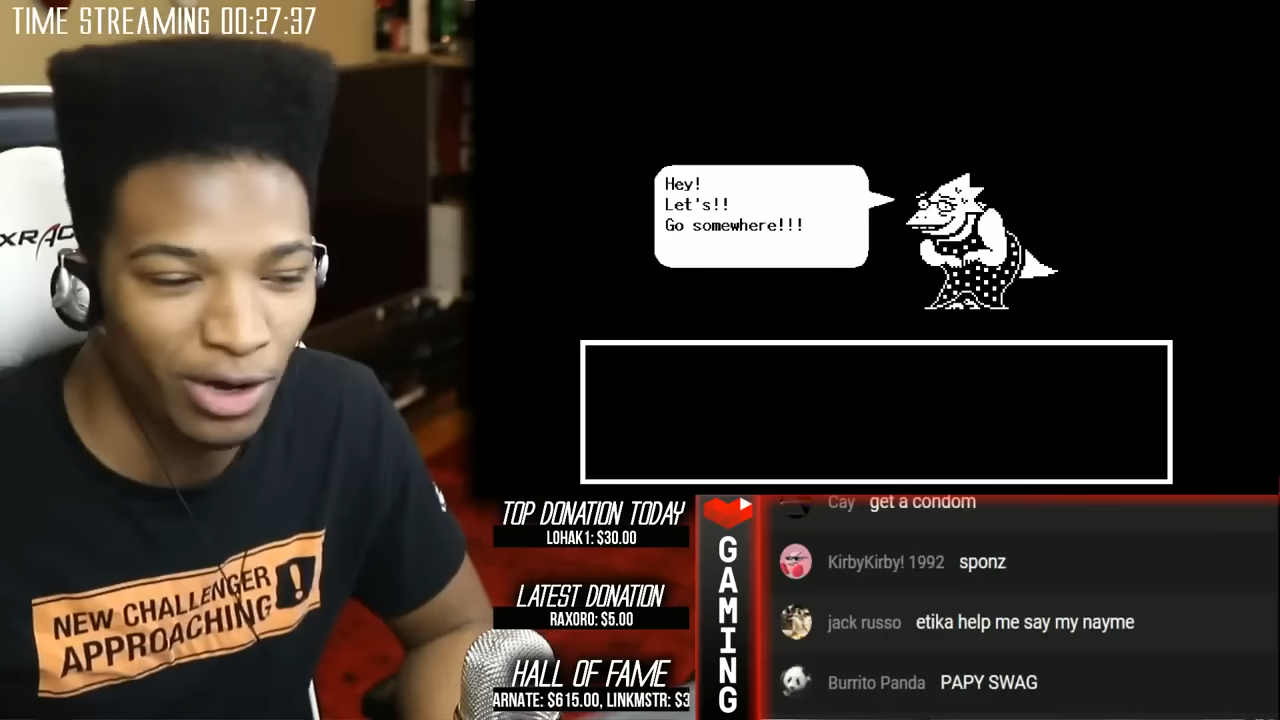 TIME STREAMING 00:27:37
XRAC
NEW CHALLENGER
APPROACHING !
Hey!
Let's!!
Go somewhere!!!
TOP DONATION TODAY
LOHAK1: $30.00
LATEST DONATION
RAXORO: $5.00
HALL OF FAME
ARNATE: $615.00, LINKMSTR: $3
GAMING
Cay get a condom
KirbyKirby! 1992 sponz
jack russo etika help me say my nayme
Burrito Panda PAPY SWAG